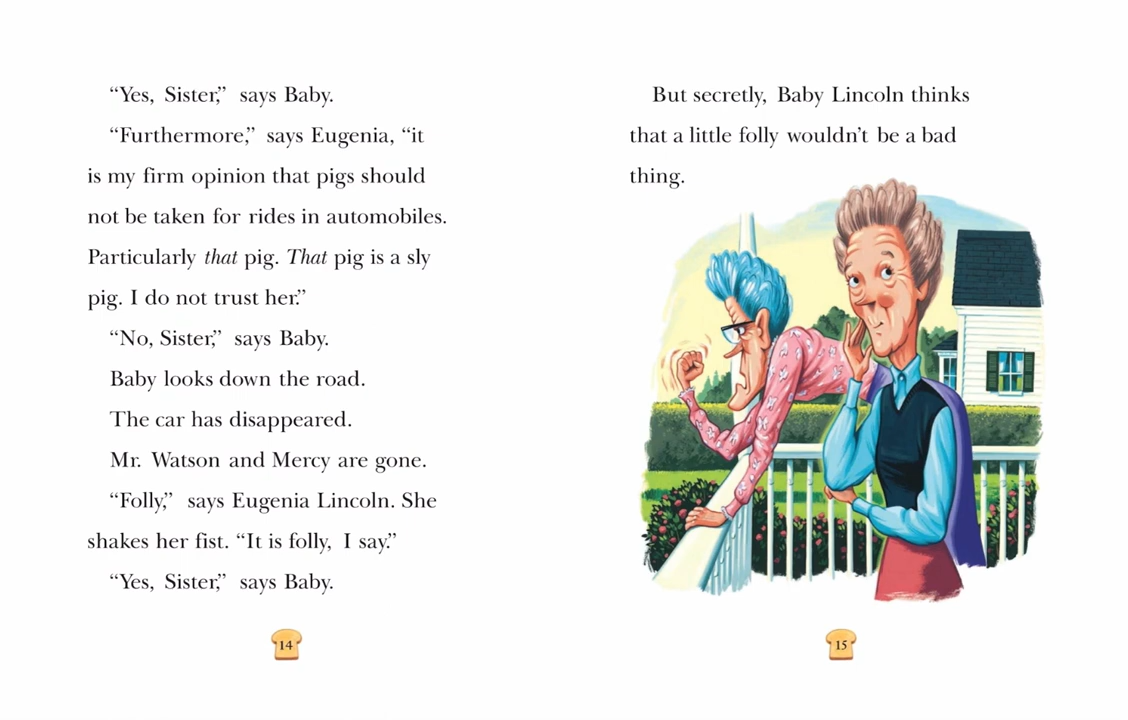 “Yes, Sister,” says Baby.
“Furthermore,” says Eugenia, “it
is my firm opinion that pigs should
not be taken for rides in automobiles.
Particularly that pig. That pig is a sly
pig. I do not trust her.”
“No, Sister,” says Baby.
Baby looks down the road.
The car has disappeared.
Mr. Watson and Mercy are gone.
“Folly,” says Eugenia Lincoln. She
shakes her fist. “It is folly, I say.”
“Yes, Sister,” says Baby.
14
But secretly, Baby Lincoln thinks
that a little folly wouldn’t be a bad
thing.
15